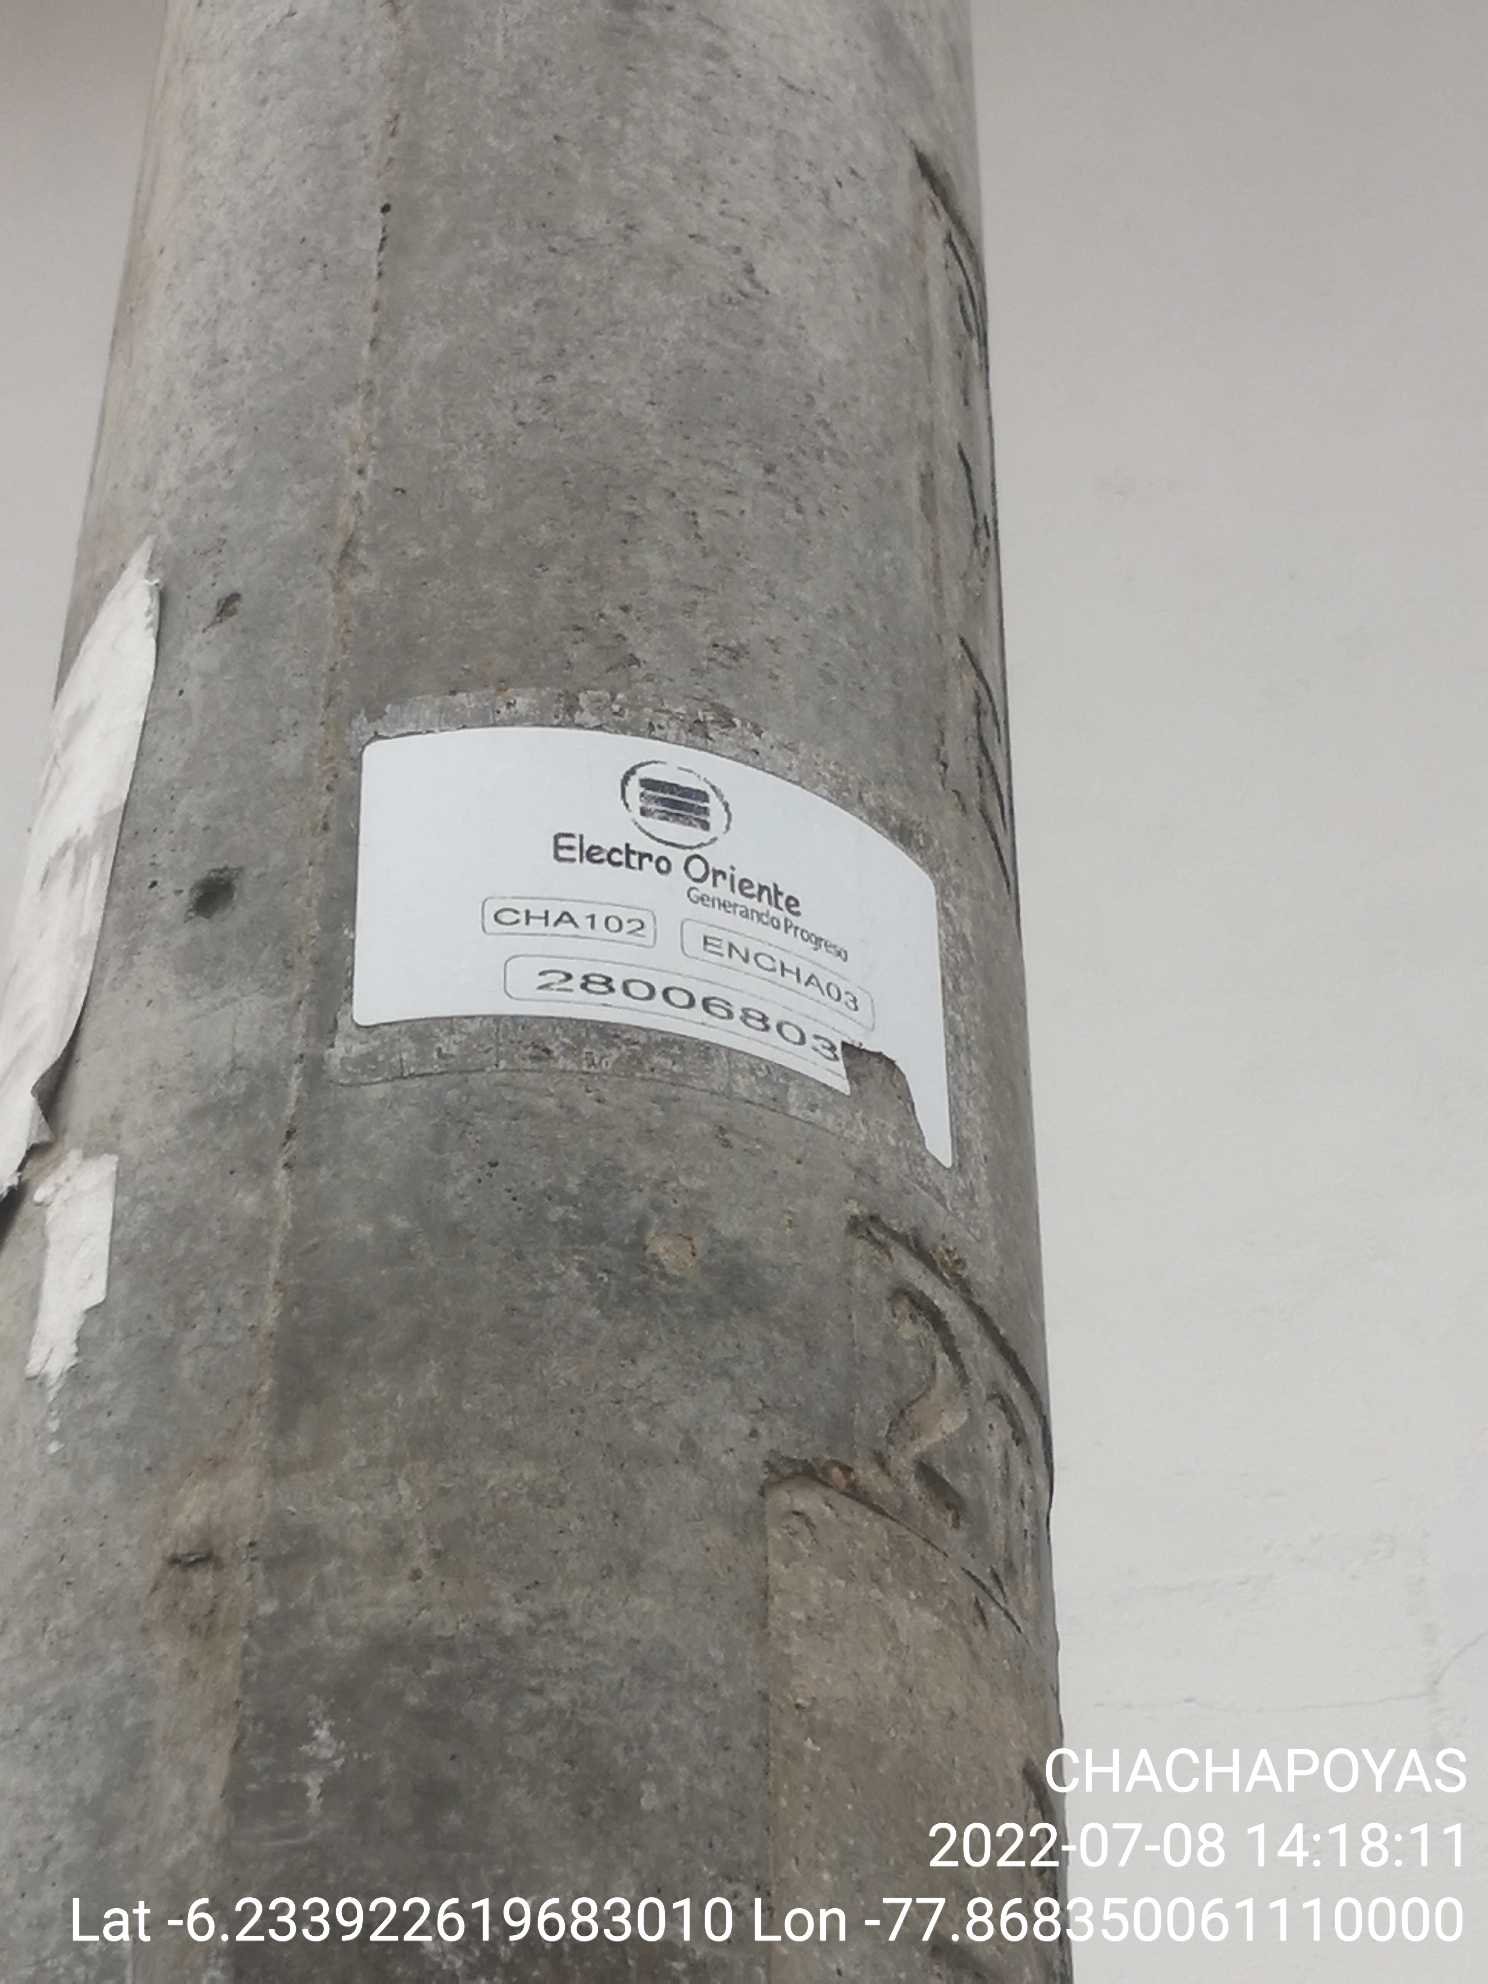 Electro Oriente
Generando Progreso
CHA102
ENCHA03
28006803
CHACHAPOYAS
2022-07-08 14:18:11
Lat -6.233922619683010 Lon -77.868350061110000